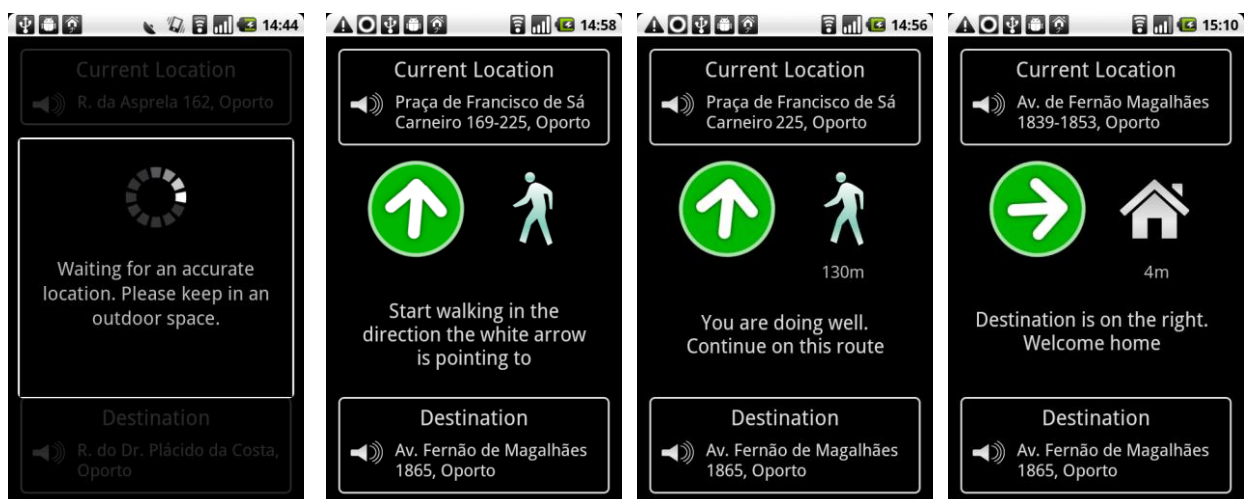 14:44
Current Location
R. da Asprela 162, Oporto
Waiting for an accurate
location. Please keep in an
outdoor space.
Destination
R. do Dr. Plácido da Costa,
Oporto
14:58
Current Location
Praça de Francisco de Sá
Carneiro 169-225, Oporto
Start walking in the
direction the white arrow
is pointing to
Destination
Av. Fernão de Magalhães
1865, Oporto
14:56
Current Location
Praça de Francisco de Sá
Carneiro 225, Oporto
130m
You are doing well.
Continue on this route
Destination
Av. Fernão de Magalhães
1865, Oporto
15:10
Current Location
Av. de Fernão Magalhães
1839-1853, Oporto
4m
Destination is on the right.
Welcome home
Destination
Av. Fernão de Magalhães
1865, Oporto